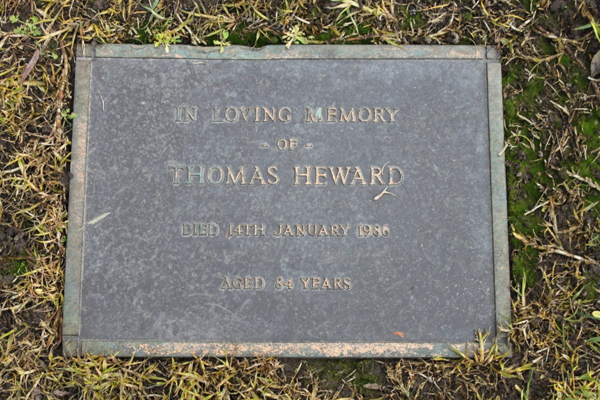 IN LOVING MEMORY
- OF -
THOMAS HEWARD
DIED 14TH JANUARY 1986
AGED 84 YEARS